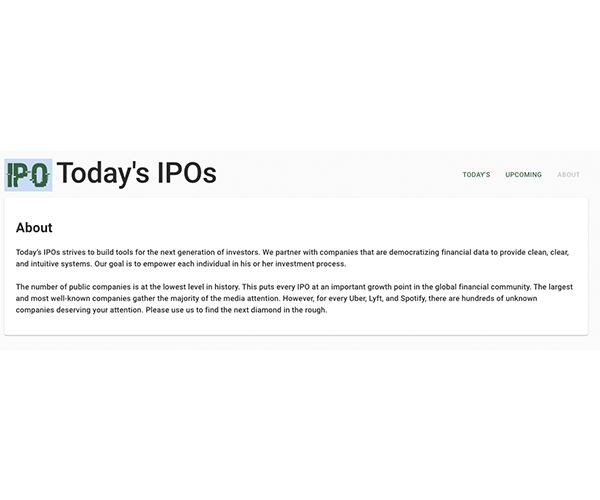 IPO Today's IPOs
TODAY'S UPCOMING ABOUT
About
Today's IPOs strives to build tools for the next generation of investors. We partner with companies that are democratizing financial data to provide clean, clear,
and intuitive systems. Our goal is to empower each individual in his or her investment process.
The number of public companies is at the lowest level in history. This puts every IPO at an important growth point in the global financial community. The largest
and most well-known companies gather the majority of the media attention. However, for every Uber, Lyft, and Spotify, there are hundreds of unknown
companies deserving your attention. Please use us to find the next diamond in the rough.